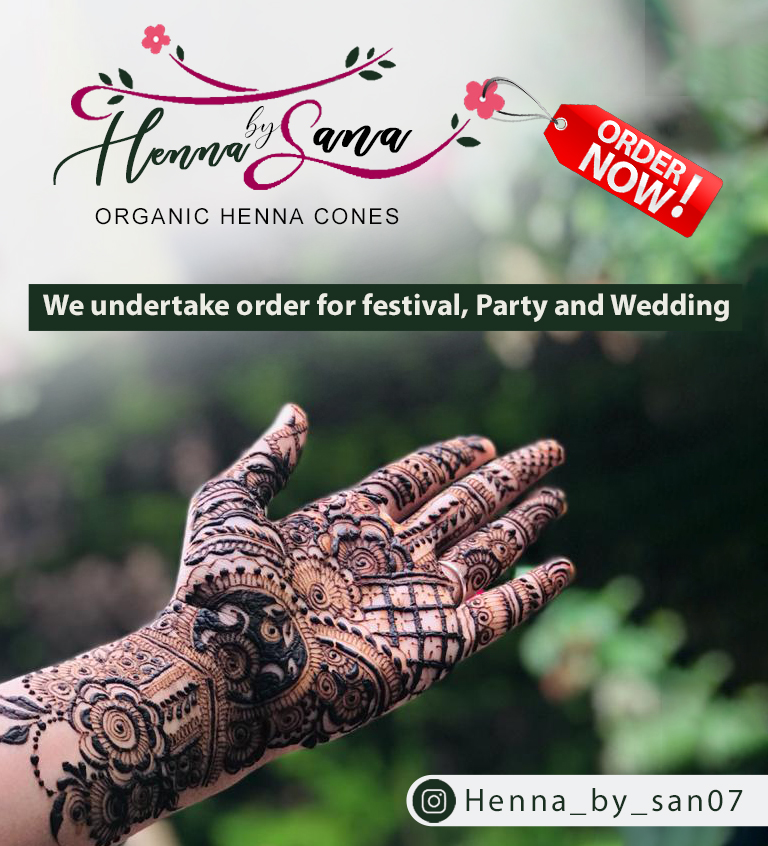 Henna by Sana
ORGANIC HENNA CONES
ORDER
NOW!
We undertake order for festival, Party and Wedding
Henna_by_san07